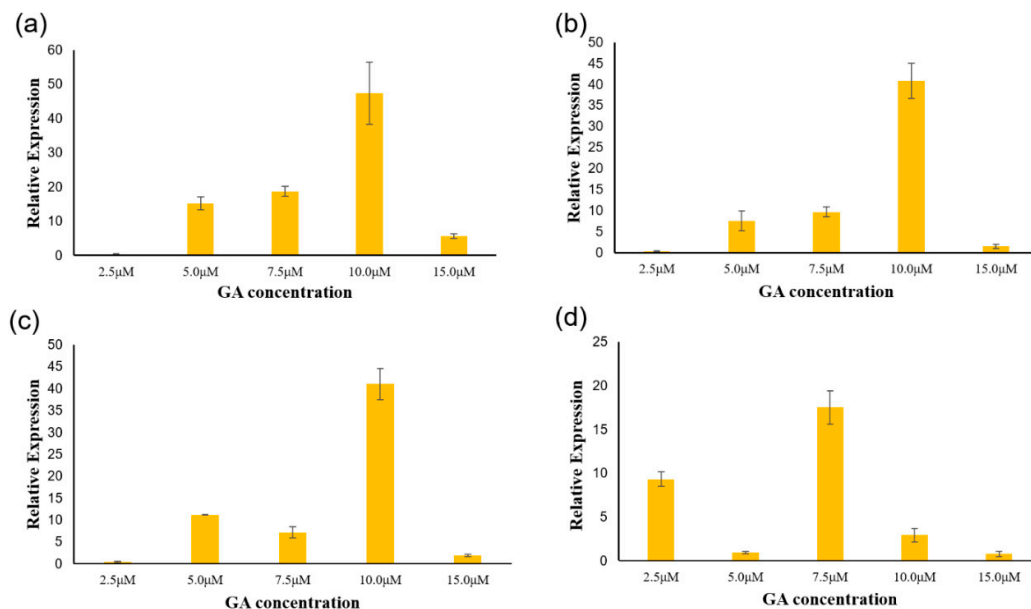 (a)
60
50
40
30
20
10
0
Relative Expression
2.5μM 5.0μM 7.5μM 10.0μM 15.0μM
GA concentration
(b)
50
45
40
35
30
25
20
15
10
5
0
Relative Expression
2.5μM 5.0μM 7.5μM 10.0μM 15.0μM
GA concentration
(c)
50
45
40
35
30
25
20
15
10
5
0
Relative Expression
2.5μM 5.0μM 7.5μM 10.0μM 15.0μM
GA concentration
(d)
25
20
15
10
5
0
Relative Expression
2.5μM 5.0μM 7.5μM 10.0μM 15.0μM
GA concentration